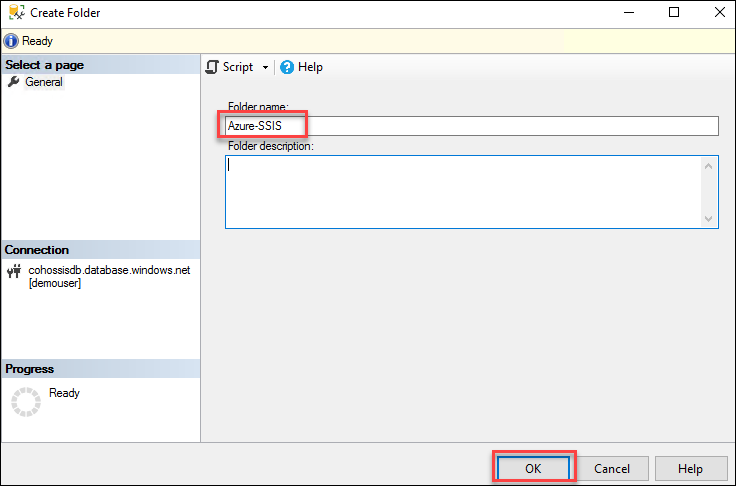 Create Folder
Ready
Select a page
General
Script
Help
Folder name:
Azure-SSIS
Folder description:
Connection
cohossisdb.database.windows.net
[demouser]
Progress
Ready
OK
Cancel
Help